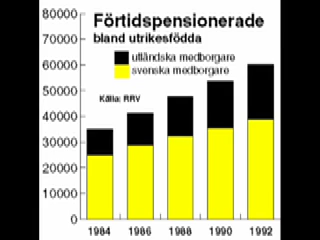 Förtidspensionerade
bland utrikesfödda
utländska medborgare
svenska medborgare
Källa: RRV
80000
70000
60000
50000
40000
30000
20000
10000
0
1984 1986 1988 1990 1992